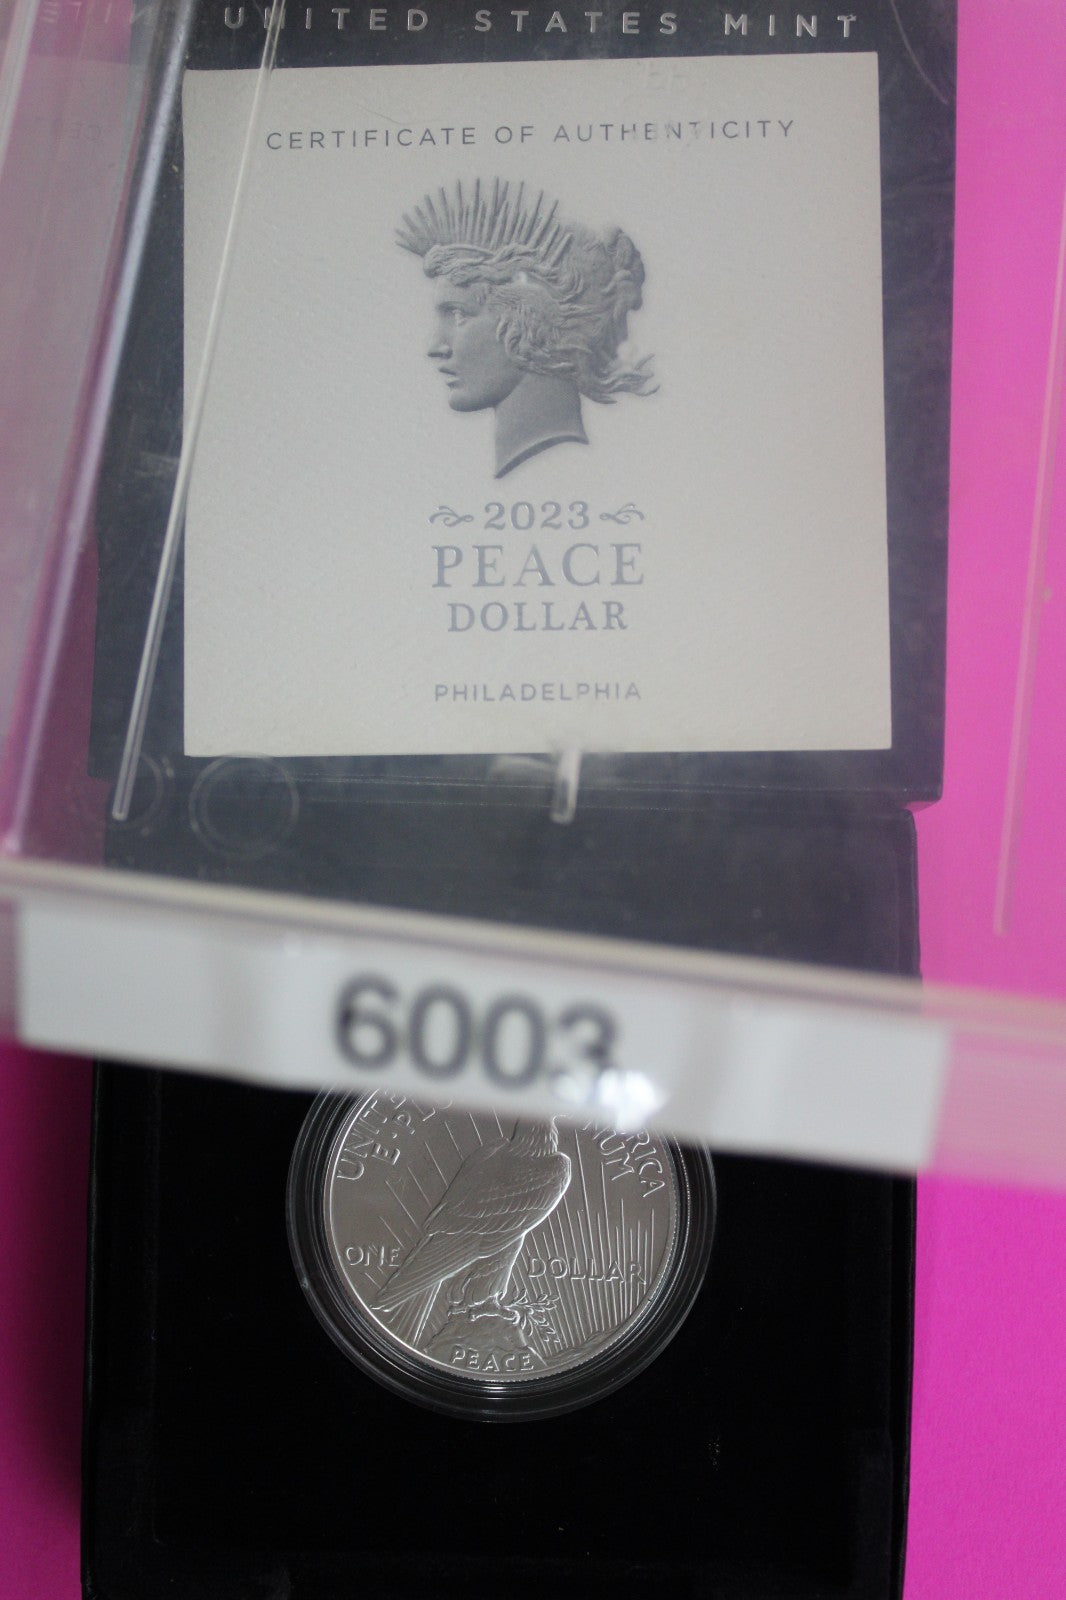 UNITED STATES MINT
CERTIFICATE OF AUTHENTICITY
2023
PEACE
DOLLAR
PHILADELPHIA
6003
ONE DOLLAR
PEACE